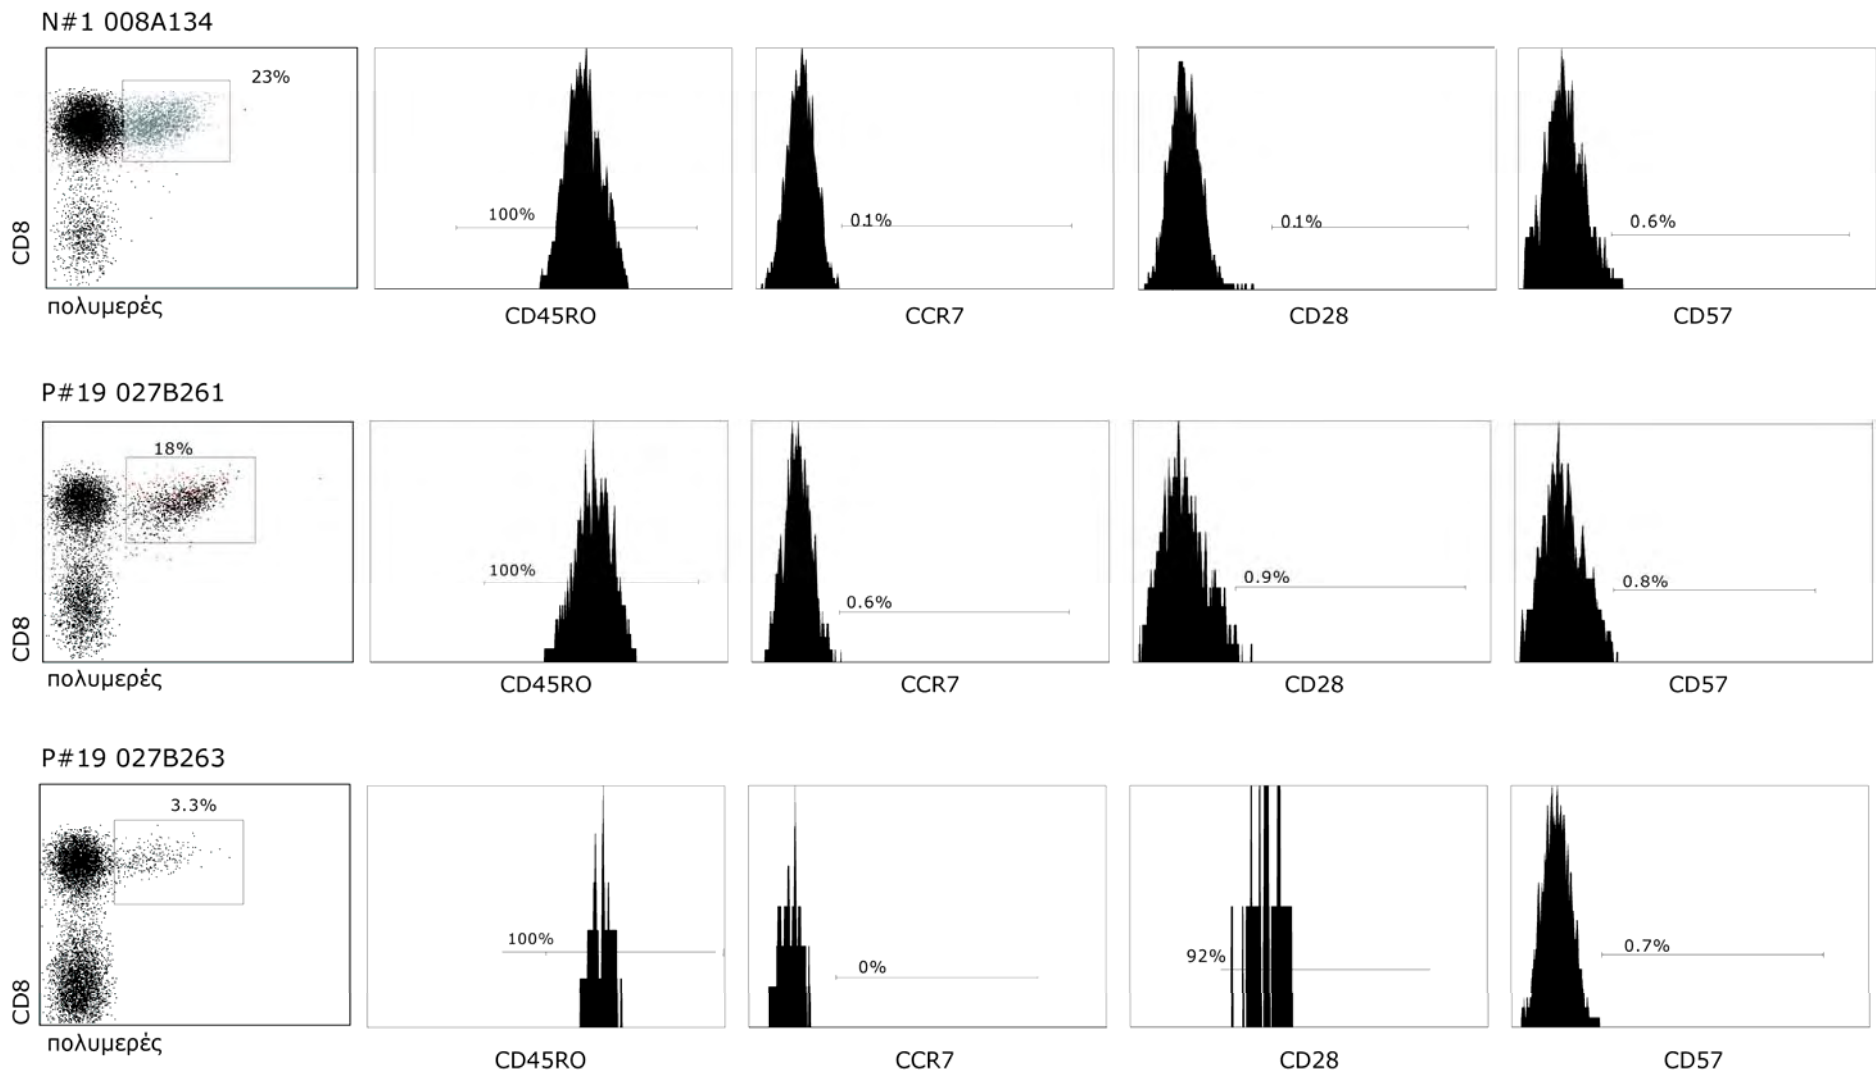 N#1 008A134
23%
100%
0.1%
0.1%
0.6%
CD8
πολυμερές
CD45RO
CCR7
CD28
CD57
P#19 027B261
18%
100%
0.6%
0.9%
0.8%
CD8
πολυμερές
CD45RO
CCR7
CD28
CD57
P#19 027B263
3.3%
100%
0%
92%
0.7%
CD8
πολυμερές
CD45RO
CCR7
CD28
CD57